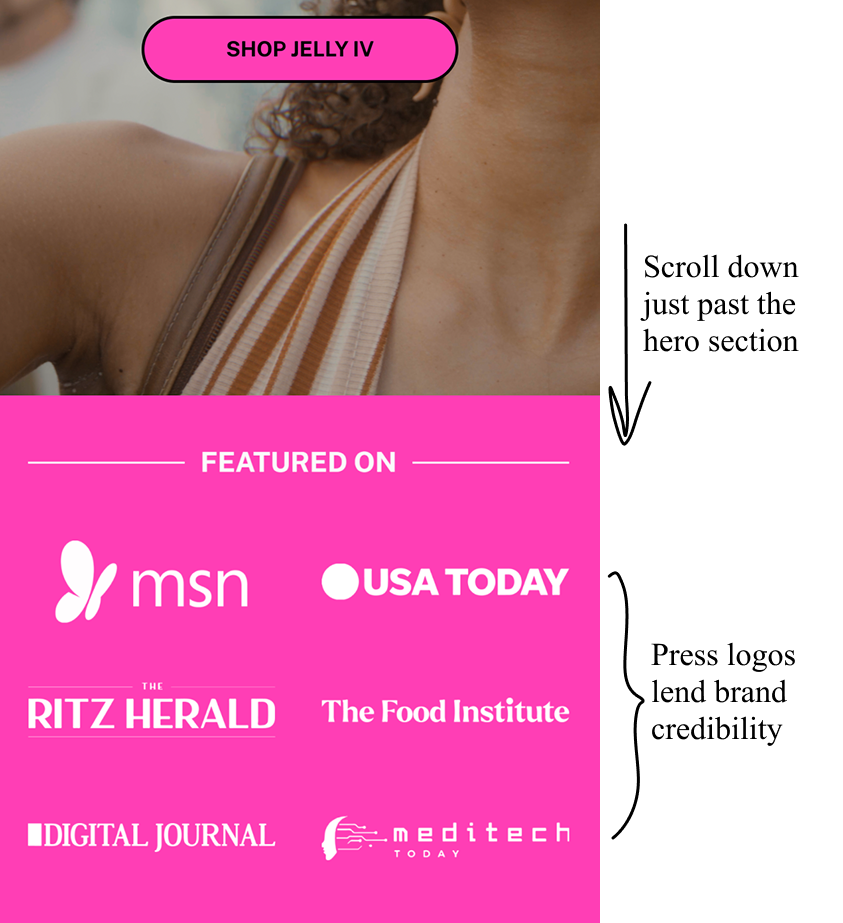 SHOP JELLY IV
Scroll down
just past the
hero section
FEATURED ON
msn
USA TODAY
THE
RITZ HERALD
The Food Institute
DIGITAL JOURNAL
meditech
TODAY
Press logos
lend brand
credibility